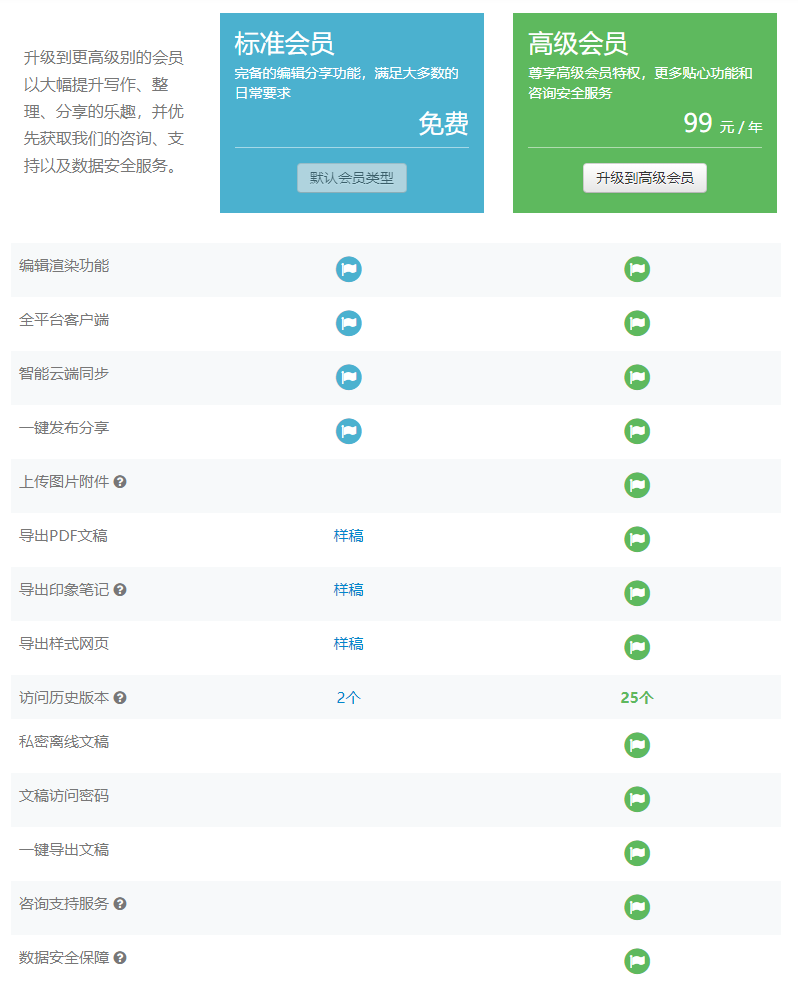 升级到更高级别的会员
以大幅提升写作、整
理、分享的乐趣，并优
先获取我们的咨询、支
持以及数据安全服务。
标准会员
完备的编辑分享功能，满足大多数的
日常要求
免费
默认会员类型
高级会员
尊享高级会员特权，更多贴心功能和
咨询安全服务
99 元 / 年
升级到高级会员
编辑渲染功能
全平台客户端
智能云端同步
一键发布分享
上传图片附件 ?
导出PDF文稿 样稿
导出印象笔记 ? 样稿
导出样式网页 样稿
访问历史版本 ? 2个 25个
私密离线文稿
文稿访问密码
一键导出文稿
咨询支持服务 ?
数据安全保障 ?